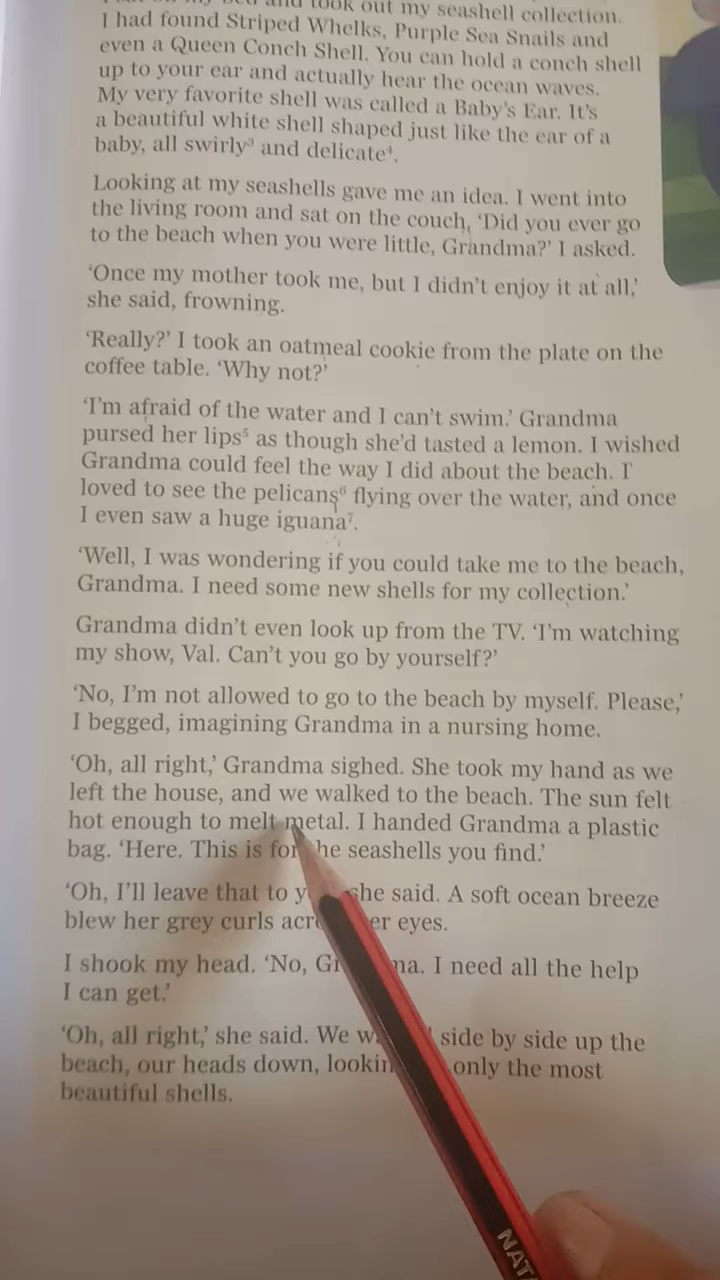 and took out my seashell collection.
I had found Striped Whelks, Purple Sea Snails and
even a Queen Conch Shell. You can hold a conch shell
up to your ear and actually hear the ocean waves.
My very favorite shell was called a Baby's Ear. It's
a beautiful white shell shaped just like the ear of a
baby, all swirly³ and delicate⁴.
Looking at my seashells gave me an idea. I went into
the living room and sat on the couch, 'Did you ever go
to the beach when you were little, Grandma?' I asked.
'Once my mother took me, but I didn't enjoy it at all,'
she said, frowning.
'Really?' I took an oatmeal cookie from the plate on the
coffee table. 'Why not?'
'I'm afraid of the water and I can't swim.' Grandma
pursed her lips⁵ as though she'd tasted a lemon. I wished
Grandma could feel the way I did about the beach. I
loved to see the pelicans⁶ flying over the water, and once
I even saw a huge iguana⁷.
'Well, I was wondering if you could take me to the beach,
Grandma. I need some new shells for my collection.'
Grandma didn't even look up from the TV. 'I'm watching
my show, Val. Can't you go by yourself?'
'No, I'm not allowed to go to the beach by myself. Please,'
I begged, imagining Grandma in a nursing home.
'Oh, all right,' Grandma sighed. She took my hand as we
left the house, and we walked to the beach. The sun felt
hot enough to melt metal. I handed Grandma a plastic
bag. 'Here. This is for he seashells you find.'
'Oh, I'll leave that to she said. A soft ocean breeze
blew her grey curls eyes.
I shook my head. 'No, I need all the help
I can get.'
'Oh, all right,' she said. We side by side up the
beach, our heads down, only the most
beautiful shells.
NAT